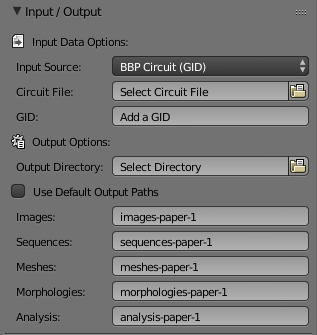 Input / Output
Input Data Options:
Input Source: BBP Circuit (GID)
Circuit File: Select Circuit File
GID: Add a GID
Output Options:
Output Directory: Select Directory
Use Default Output Paths
Images: images-paper-1
Sequences: sequences-paper-1
Meshes: meshes-paper-1
Morphologies: morphologies-paper-1
Analysis: analysis-paper-1